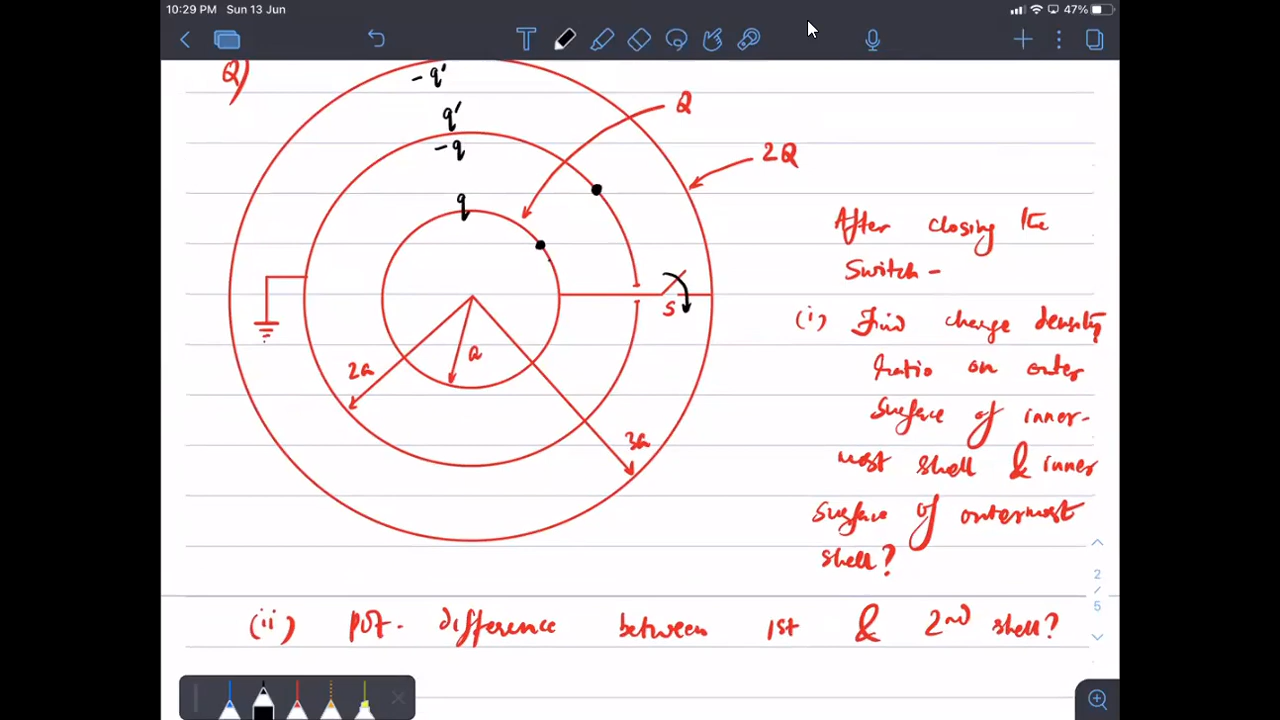 10:29 PM Sun 13 Jun
47%
T
Q)
- q'
q'
- q
q
Q
2Q
S
a
2a
3a
After closing the
Switch -
(i) Find charge density
ratio on outer
surface of inner-
most shell & inner
surface of outermost
shell?
2
/
5
(ii) pot. difference between 1st & 2nd shell?